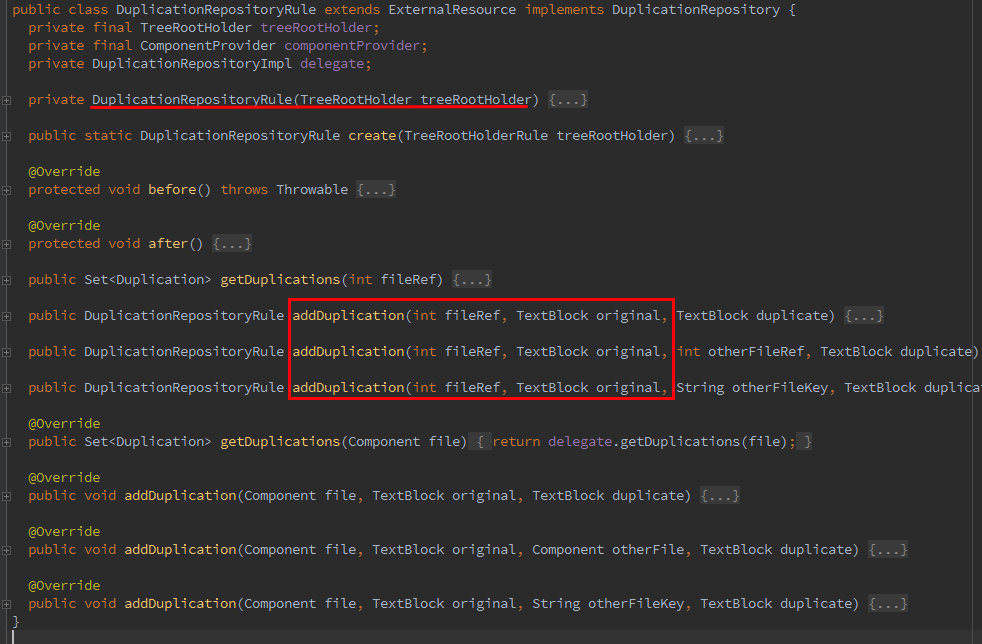 public class DuplicationRepositoryRule extends ExternalResource implements DuplicationRepository {
private final TreeRootHolder treeRootHolder;
private final ComponentProvider componentProvider;
private DuplicationRepositoryImpl delegate;
private DuplicationRepositoryRule(TreeRootHolder treeRootHolder) {...}
public static DuplicationRepositoryRule create(TreeRootHolderRule treeRootHolder) {...}
@Override
protected void before() throws Throwable {...}
@Override
protected void after() {...}
public Set<Duplication> getDuplications(int fileRef) {...}
public DuplicationRepositoryRule addDuplication(int fileRef, TextBlock original, TextBlock duplicate) {...}
public DuplicationRepositoryRule addDuplication(int fileRef, TextBlock original, int otherFileRef, TextBlock duplicate)
public DuplicationRepositoryRule addDuplication(int fileRef, TextBlock original, String otherFileKey, TextBlock duplica
@Override
public Set<Duplication> getDuplications(Component file) { return delegate.getDuplications(file); }
@Override
public void addDuplication(Component file, TextBlock original, TextBlock duplicate) {...}
@Override
public void addDuplication(Component file, TextBlock original, Component otherFile, TextBlock duplicate) {...}
@Override
public void addDuplication(Component file, TextBlock original, String otherFileKey, TextBlock duplicate) {...}
}